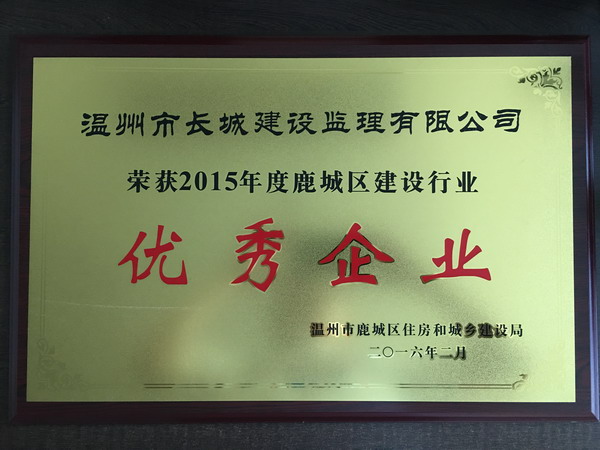 温州市长城建设监理有限公司
荣获2015年度鹿城区建设行业
优秀企业
温州市鹿城区住房和城乡建设局
二〇一六年二月